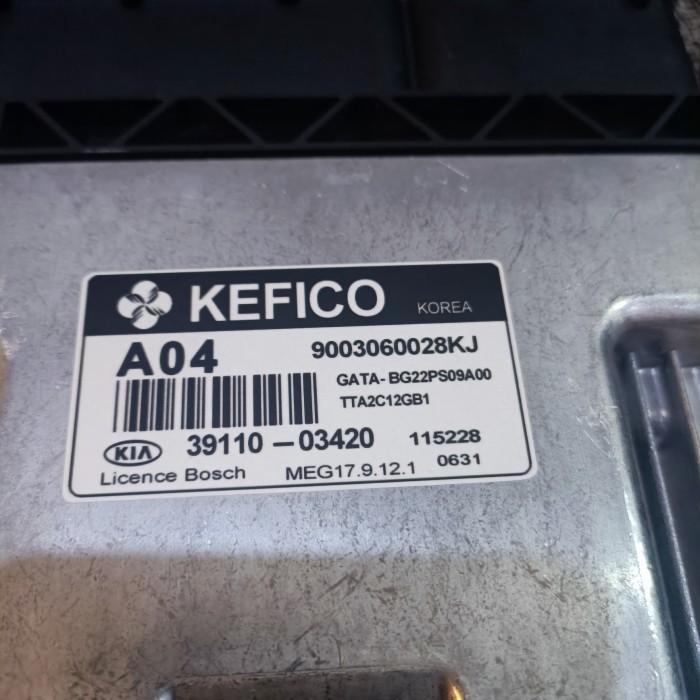 KEFICO KOREA
A04 9003060028KJ
GATA-BG22PS09A00
TTA2C12GB1
KIA 39110-03420 115228
Licence Bosch MEG17.9.12.1 0631